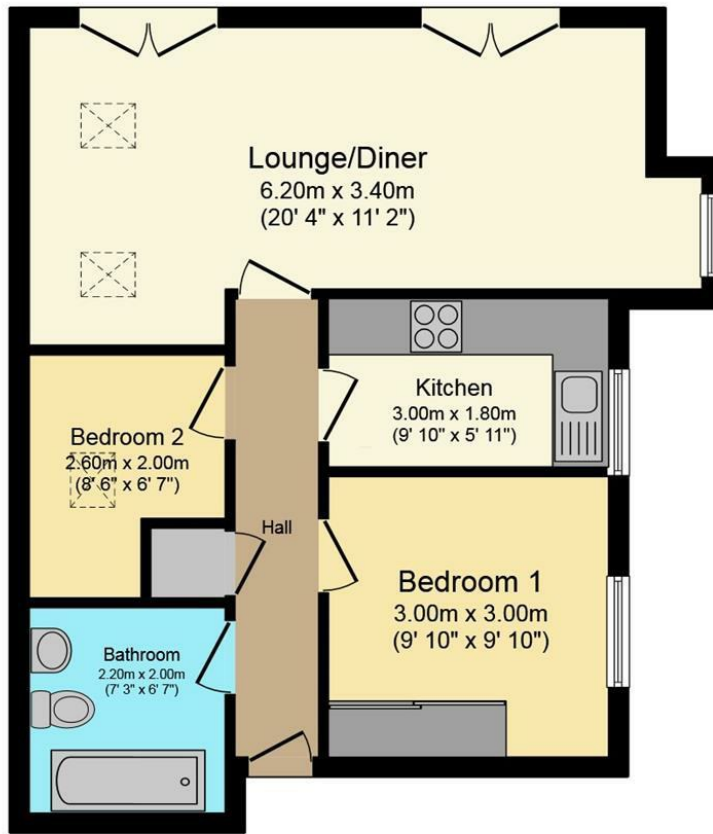 Lounge/Diner
6.20m x 3.40m
(20' 4" x 11' 2")
Kitchen
3.00m x 1.80m
(9' 10" x 5' 11")
Bedroom 2
2.60m x 2.00m
(8' 6" x 6' 7")
Hall
Bedroom 1
3.00m x 3.00m
(9' 10" x 9' 10")
Bathroom
2.20m x 2.00m
(7' 3" x 6' 7")